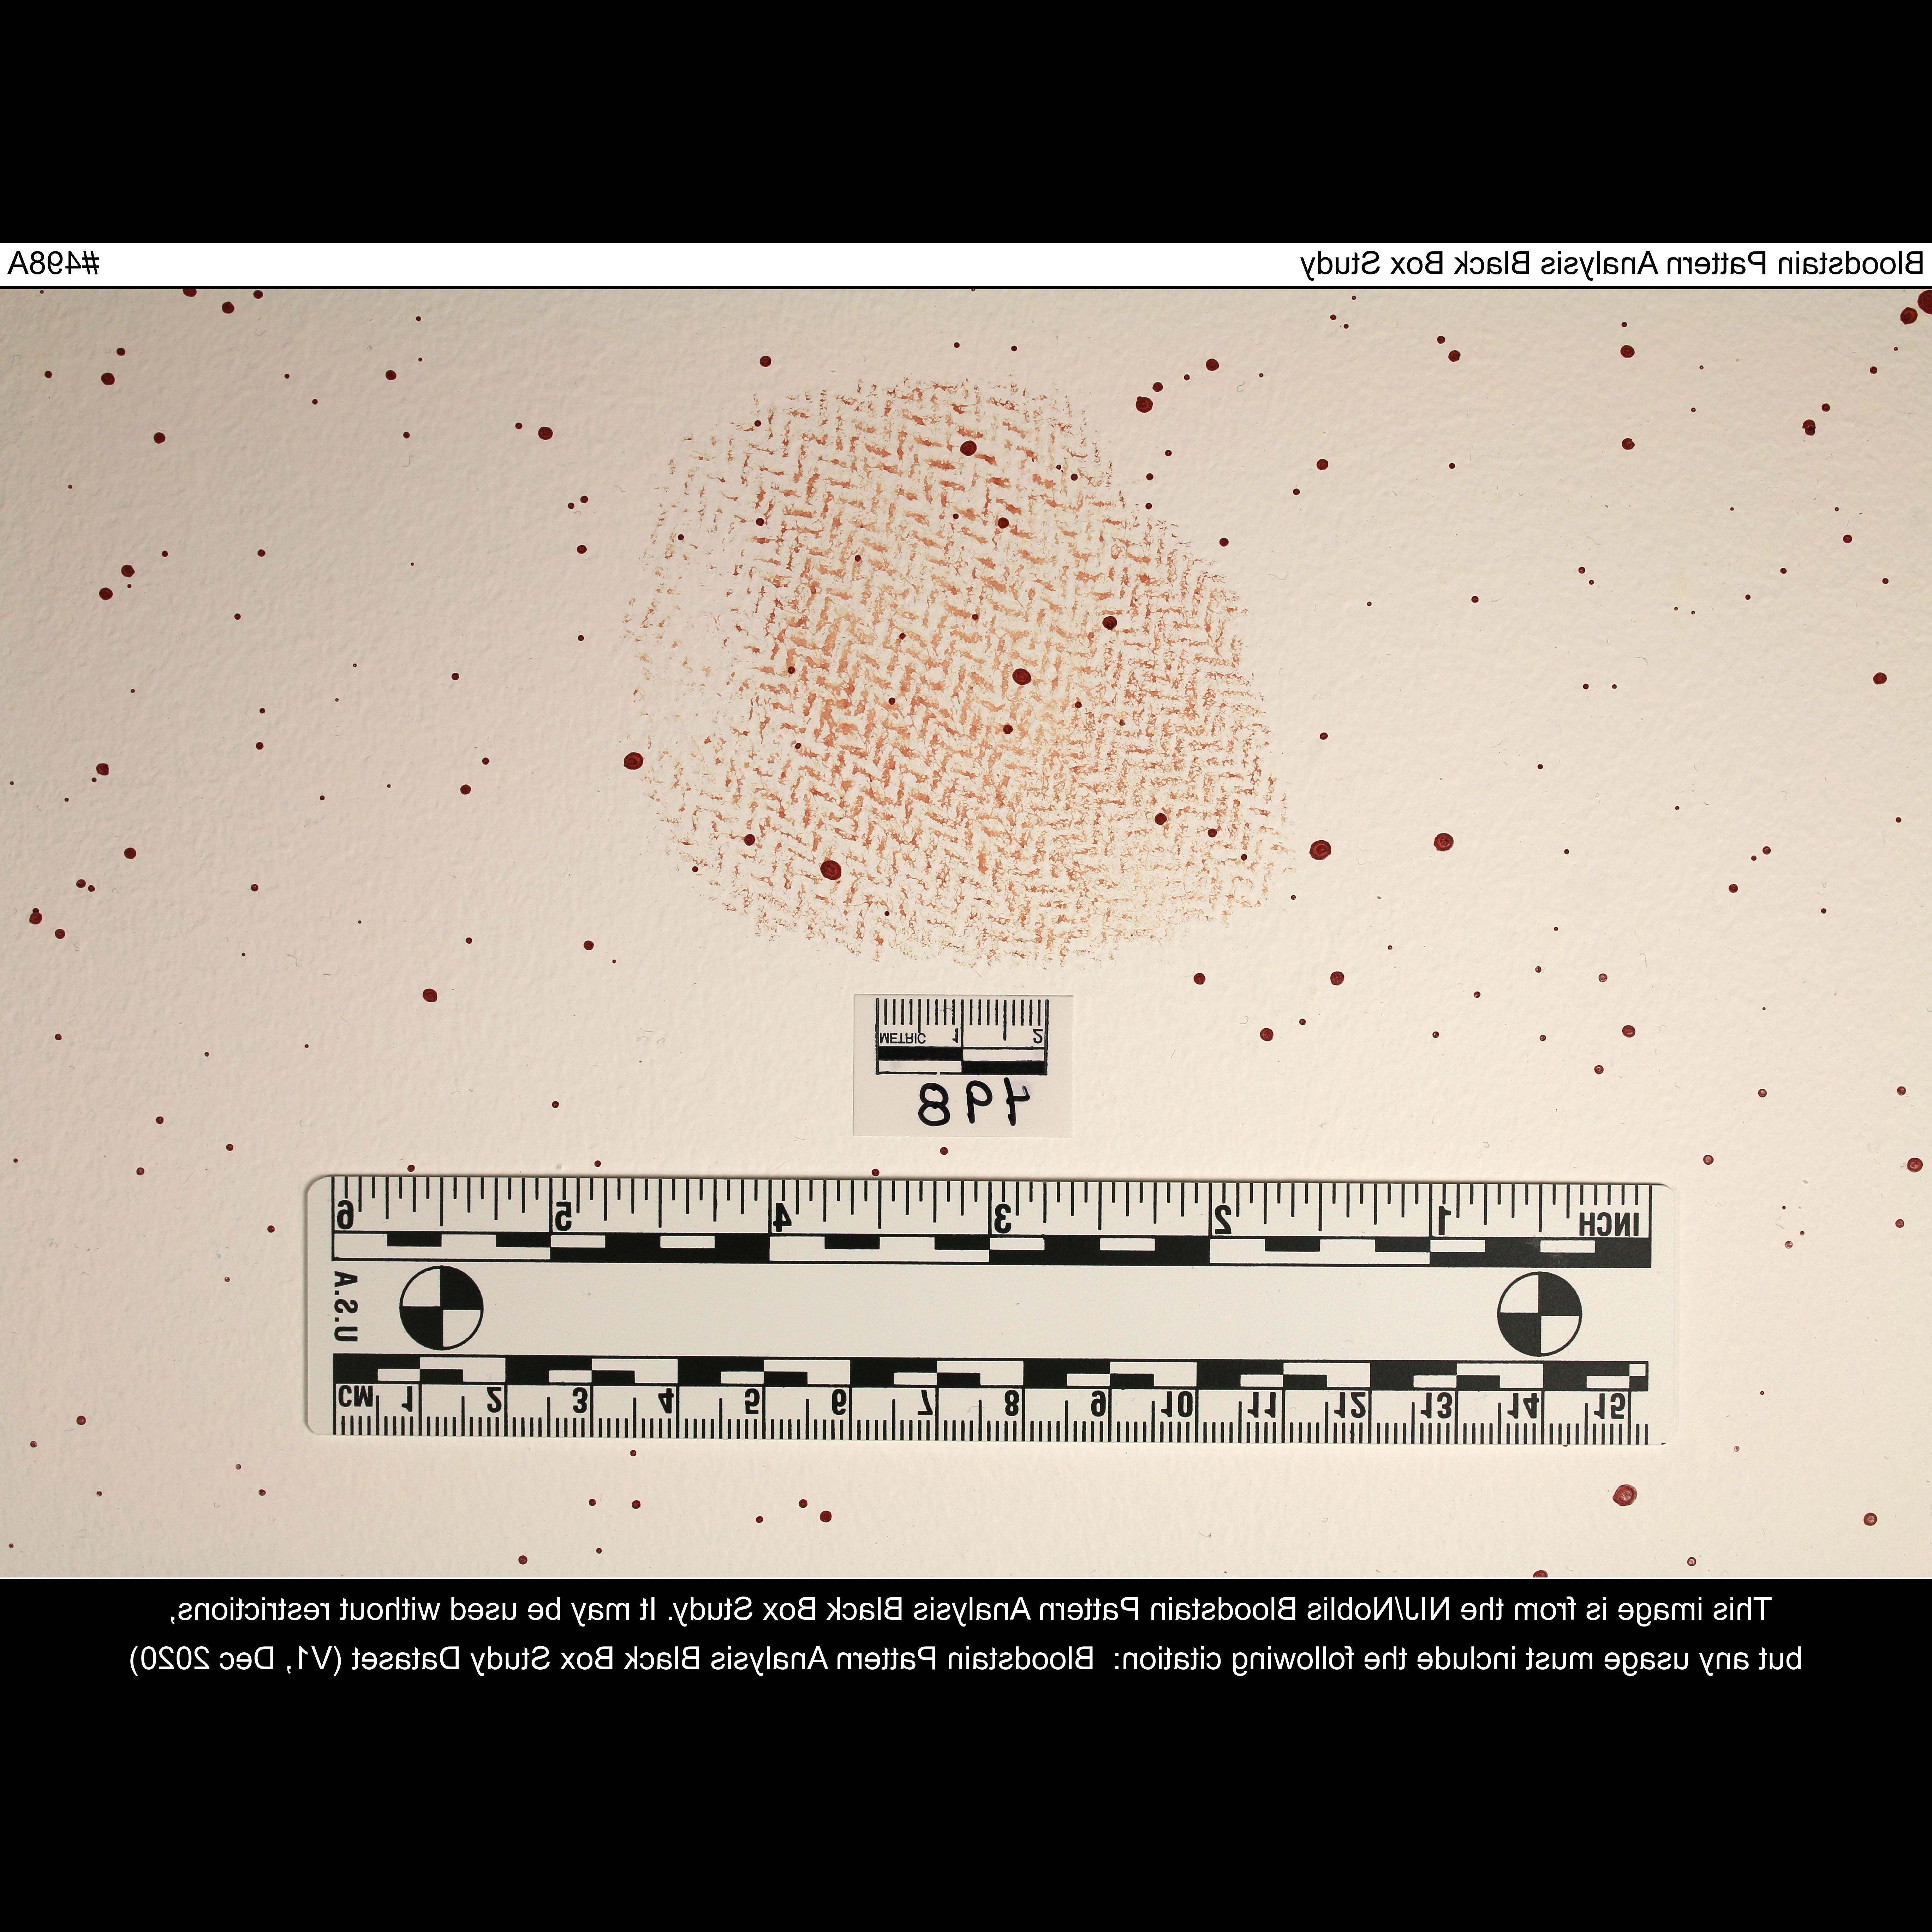 Bloodstain Pattern Analysis Black Box Study #498A
METRIC 1 2
498
INCH 1 2 3 4 5 6
U.S.A
CM 1 2 3 4 5 6 7 8 9 10 11 12 13 14 15
This image is from the NIJ/Noblis Bloodstain Pattern Analysis Black Box Study. It may be used without restrictions,
but any usage must include the following citation: Bloodstain Pattern Analysis Black Box Study Dataset (V1, Dec 2020)